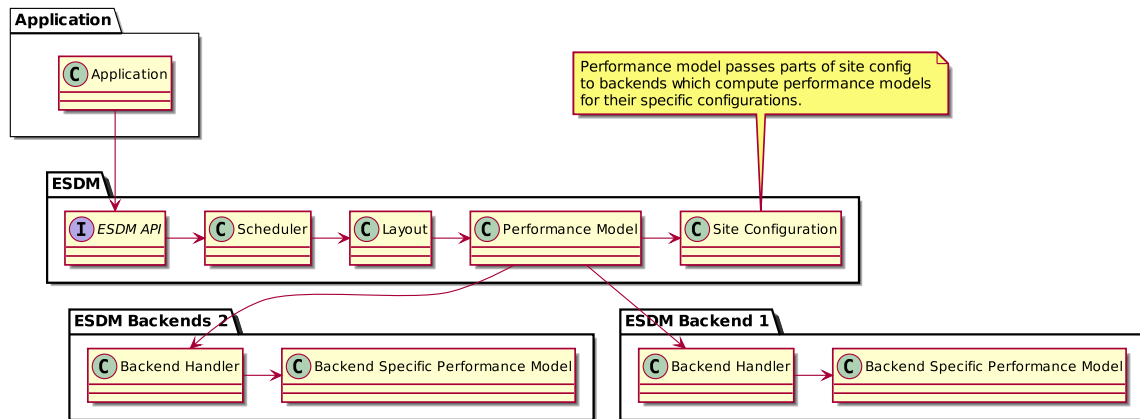 Application
C Application
Performance model passes parts of site config
to backends which compute performance models
for their specific configurations.
ESDM
I ESDM API
C Scheduler
C Layout
C Performance Model
C Site Configuration
ESDM Backends 2
C Backend Handler
C Backend Specific Performance Model
ESDM Backend 1
C Backend Handler
C Backend Specific Performance Model